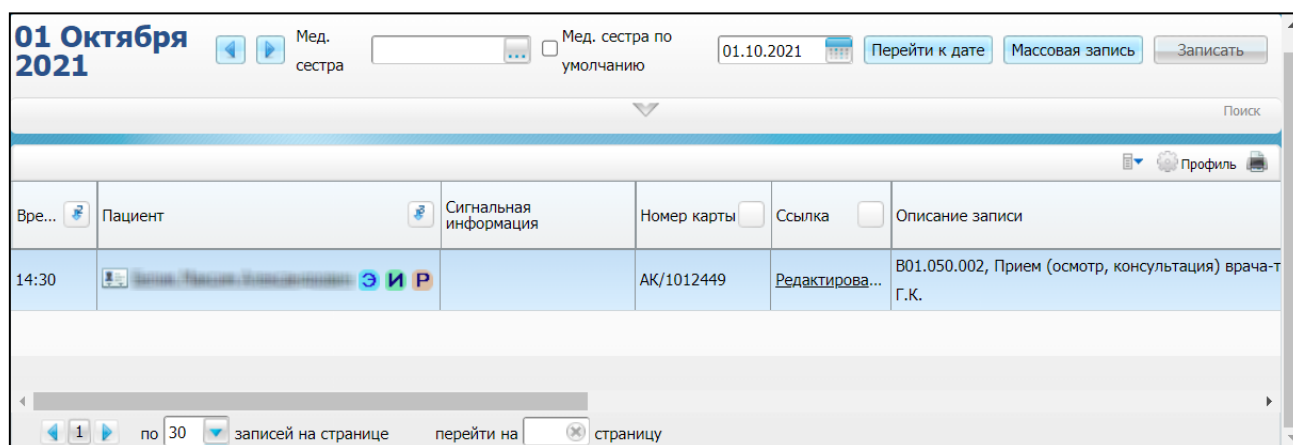 01 Октября
2021
Мед.
сестра
...
Мед. сестра по
умолчанию
01.10.2021
Перейти к дате
Массовая запись
Записать
Поиск
Профиль
Вре...
Пациент
Сигнальная
информация
Номер карты
Ссылка
Описание записи
14:30
Э И Р
АК/1012449
Редактирова...
B01.050.002, Прием (осмотр, консультация) врача-т
Г.К.
1
по 30 записей на странице
перейти на
страницу